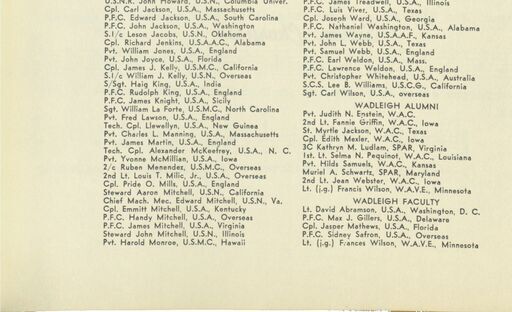 U.S.N.R. John Howard, U.S.N., Columbia Univer.
Cpl. Carl Jackson, U.S.A., Massachusetts
P.F.C. Edward Jackson, U.S.A., South Carolina
P.F.C. John Jackson, U.S.A., Washington
S.1/c Leson Jacobs, U.S.N., Oklahoma
Cpl. Richard Jenkins, U.S.A.A.C., Alabama
Pvt. William Jones, U.S.A., England
Pvt. John Joyce, U.S.A., Florida
Cpl. James J. Kelly, U.S.M.C., California
S.1/c William J. Kelly, U.S.N., Overseas
S/Sgt. Haig King, U.S.A., India
P.F.C. Rudolph King, U.S.A., England
P.F.C. James Knight, U.S.A., Sicily
Sgt. William La Forte, U.S.M.C., North Carolina
Pvt. Fred Lawson, U.S.A., England
Tech. Cpl. Llewellyn, U.S.A., New Guinea
Pvt. Charles L. Manning, U.S.A., Massachusetts
Pvt. James Martin, U.S.A., England
Tech. Cpl. Alexander McKeefrey, U.S.A., N. C.
Pvt. Yvonne McMillian, U.S.A., Iowa
2/c Ruben Menendez, U.S.M.C., Overseas
2nd Lt. Louis T. Milic, Jr., U.S.A., Overseas
Cpl. Pride O. Mills, U.S.A., England
Steward Aaron Mitchell, U.S.N., California
Chief Mach. Mec. Edward Mitchell, U.S.N., Va.
Cpl. Emmitt Mitchell, U.S.A., Kentucky
P.F.C. Handy Mitchell, U.S.A., Overseas
P.F.C. James Mitchell, U.S.A., Virginia
Steward John Mitchell, U.S.N., Illinois
Pvt. Harold Monroe, U.S.M.C., Hawaii
P.F.C. James Treadwell, U.S.A., Illinois
P.F.C. Luis Viver, U.S.A., Texas
Cpl. Joseph Ward, U.S.A., Georgia
P.F.C. Nathaniel Washington, U.S.A., Alabama
Pvt. James Wayne, U.S.A.A.F., Kansas
Pvt. John L. Webb, U.S.A., Texas
Pvt. Samuel Webb, U.S.A., England
P.F.C. Earl Weldon, U.S.A., Mass.
P.F.C. Lawrence Weldon, U.S.A., England
Pvt. Christopher Whitehead, U.S.A., Australia
S.C.S. Lee B. Williams, U.S.C.G., California
Sgt. Carl Wilson, U.S.A., overseas
WADLEIGH ALUMNI
Pvt. Judith N. Enstein, W.A.C.
2nd Lt. Fannie Griffin, W.A.C., Iowa
St. Myrtle Jackson, W.A.C., Texas
Cpl. Edith Mexler, W.A.C., Iowa
3C Kathryn M. Ludlam, SPAR, Virginia
1st. Lt. Selma N. Pequinot, W.A.C., Louisiana
Pvt. Hilds Samuels, W.A.C., Kansas
Muriel A. Schwartz, SPAR, Maryland
2nd Lt. Jean Webster, W.A.C., Iowa
Lt. (j.g.) Francis Wilson, W.A.V.E., Minnesota
WADLEIGH FACULTY
Lt. David Abramson, U.S.A., Washington, D. C.
P.F.C. Max J. Gillers, U.S.A., Delaware
Cpl. Jasper Mathews, U.S.A., Florida
P.F.C. Sidney Safron, U.S.A., Overseas
Lt. (j.g.) Frances Wilson, W.A.V.E., Minnesota